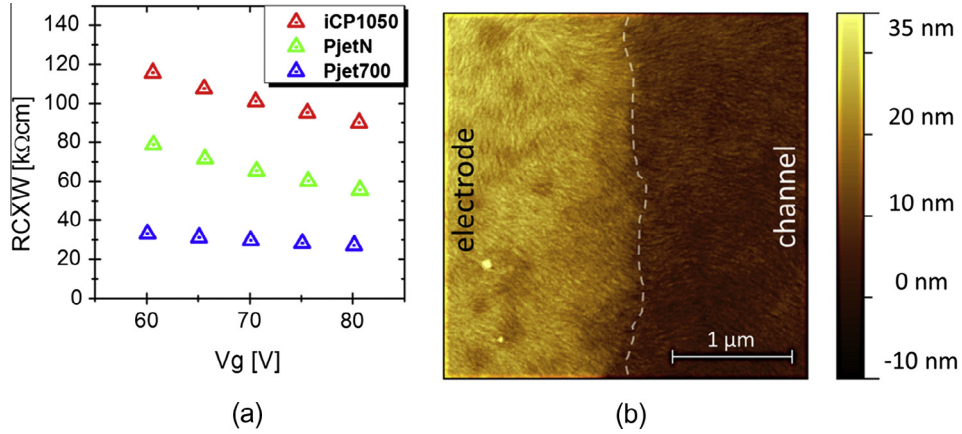 140
120
100
80
60
40
20
0
RCXW [kΩcm]
iCP1050
PjetN
Pjet700
60
70
80
Vg [V]
(a)
electrode
channel
1 µm
(b)
35 nm
20 nm
10 nm
0 nm
-10 nm